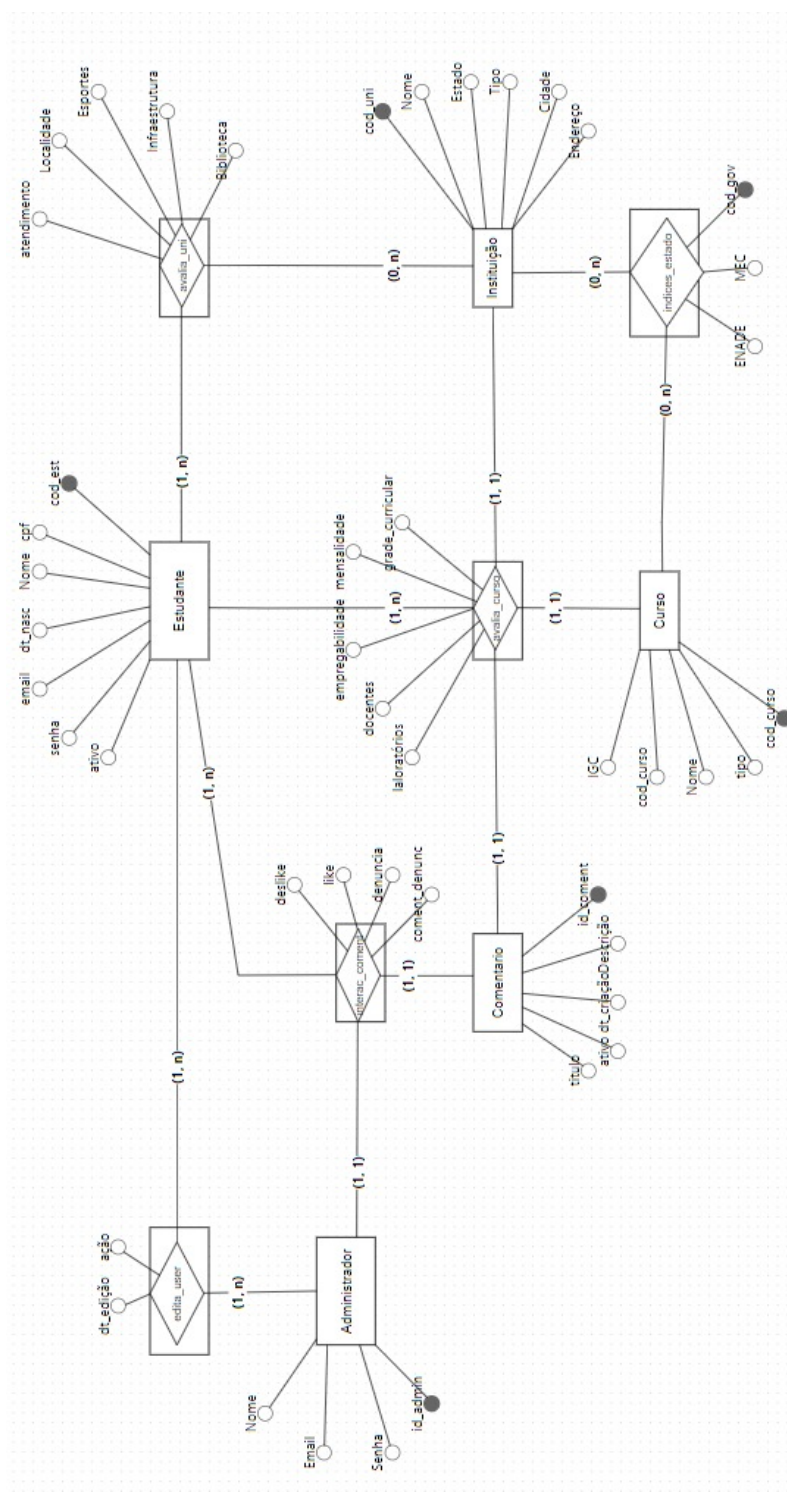 dt_edição
ação
edita_user
(1, n)
(1, n)
Nome
Email
Senha
id_admin
Administrador
(1, 1)
ativo
senha
email
dt_nasc
Nome
cpf
cod_est
Estudante
(1, n)
(1, n)
(1, n)
atendimento
Localidade
Esportes
Infraestrutura
Biblioteca
avalia_uni
(0, n)
deslike
like
denuncia
coment_denunc
interac_coment
(1, 1)
Comentario
titulo
ativo
dt_criação
Descrição
id_coment
(1, 1)
laloratórios
docentes
empregabilidade
mensalidade
grade_curricular
avalia_curso
(1, 1)
(1, 1)
cod_uni
Nome
Estado
Tipo
Cidade
Endereço
Instituição
(0, n)
Curso
IGC
cod_curso
Nome
tipo
cod_curso
(0, n)
indices_estado
ENADE
MEC
cod_gov